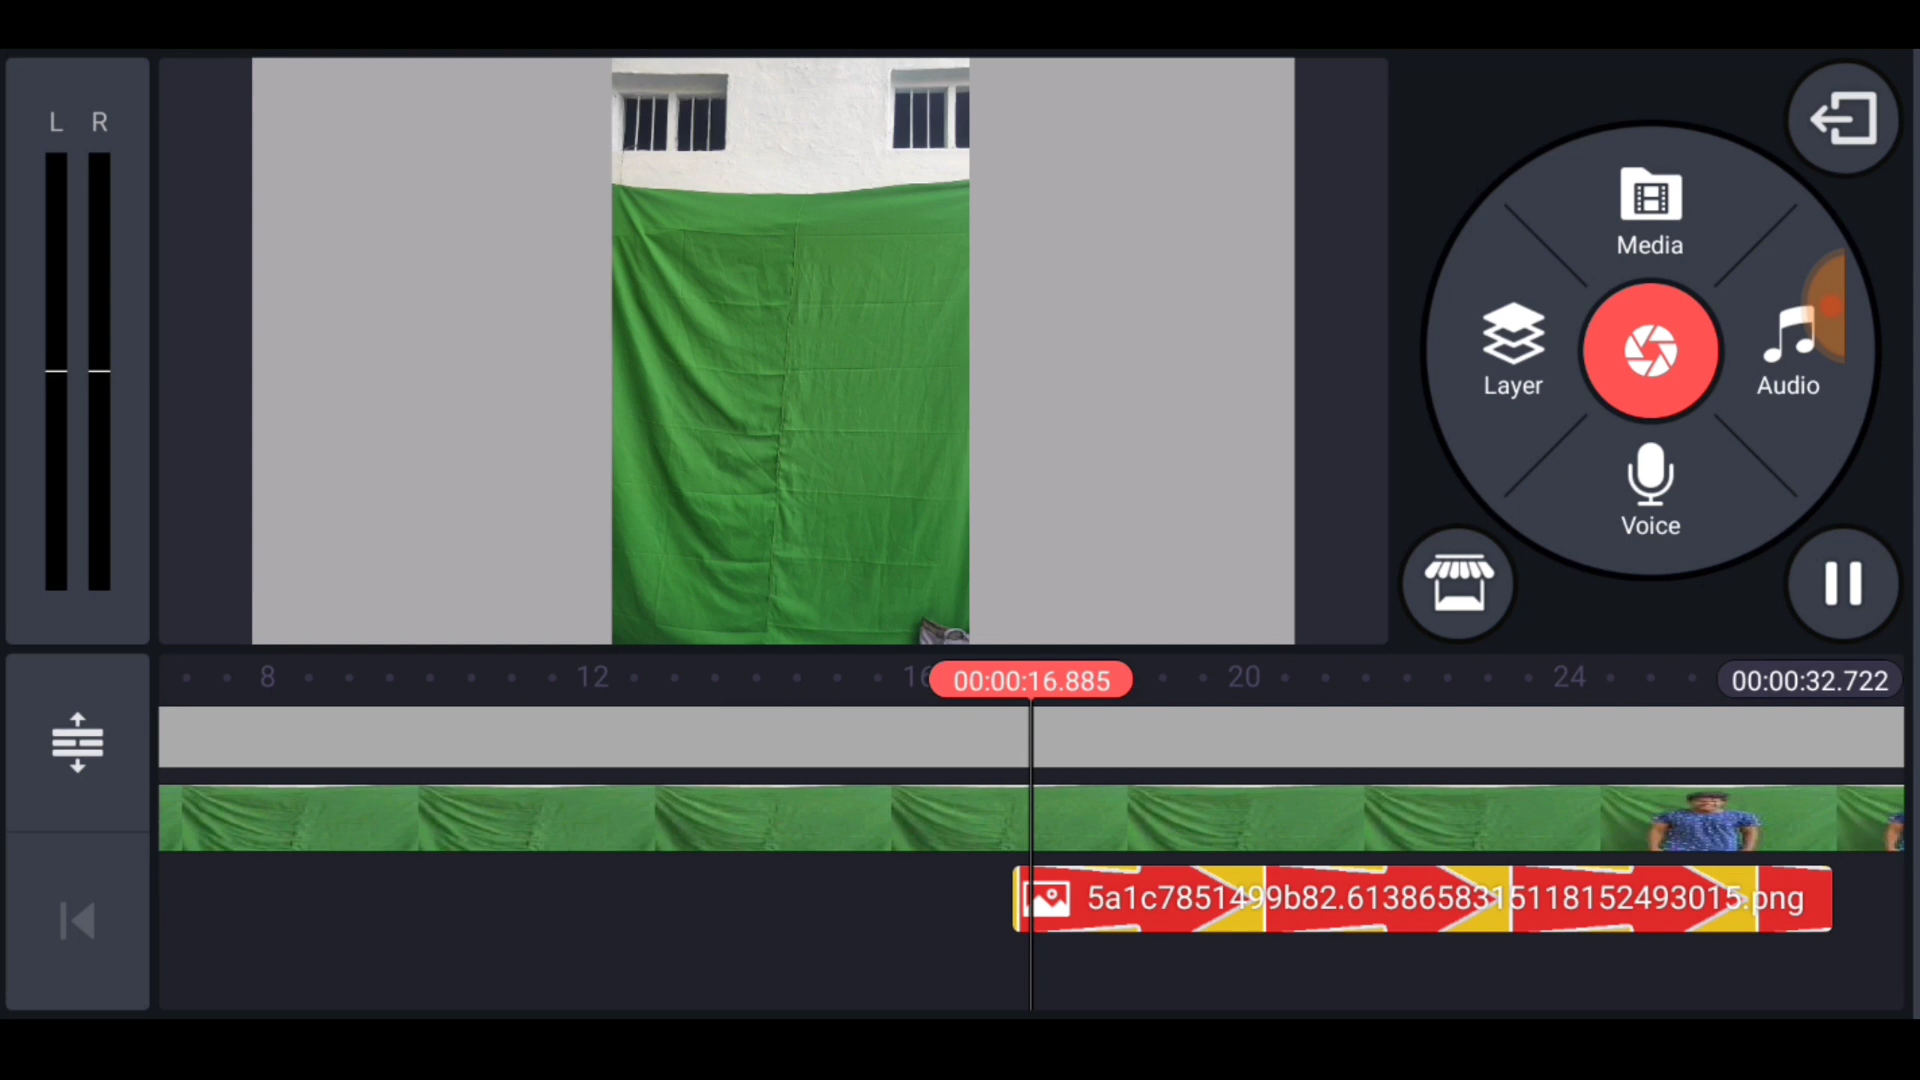 L R
Media
Layer
Audio
Voice
8 12 16 00:00:16.885 20 24 00:00:32.722
5a1c7851499b82.6138658315118152493015.png